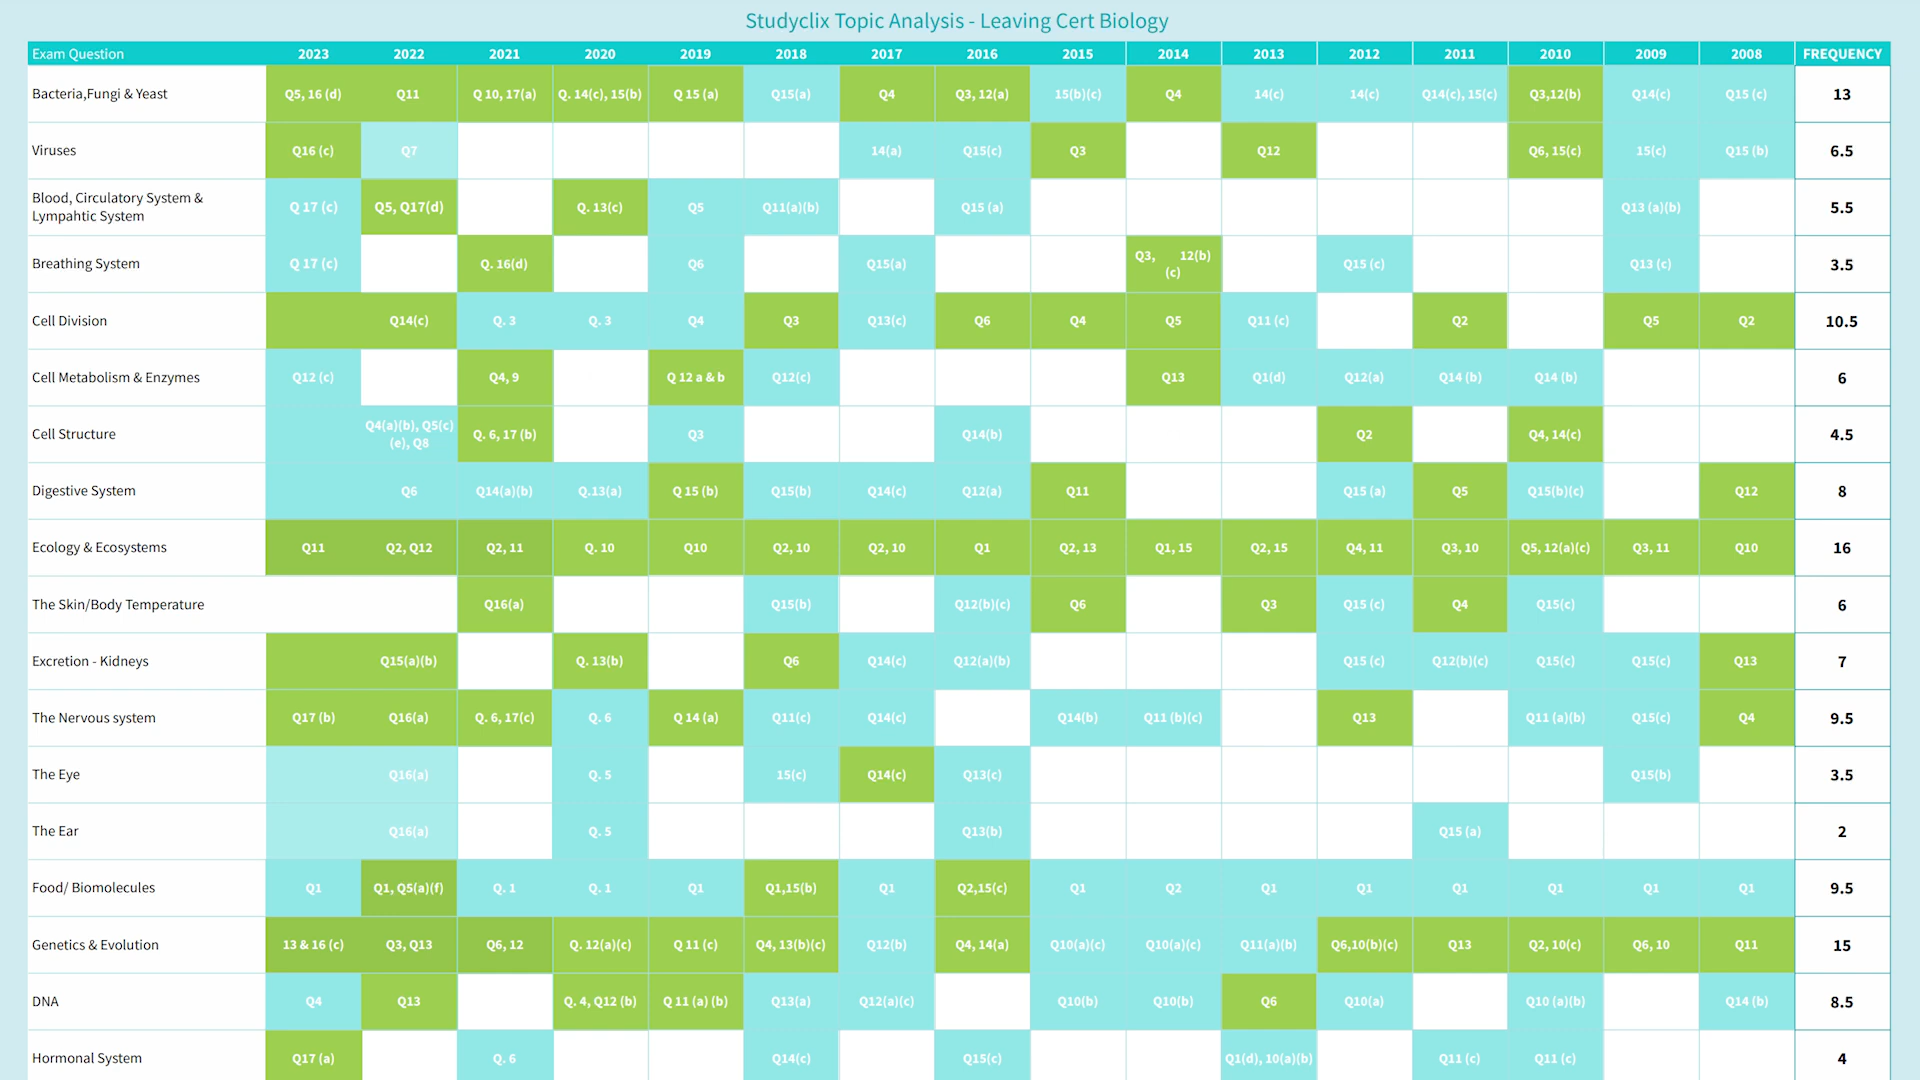 Studyclix Topic Analysis - Leaving Cert Biology
Exam Question 2023 2022 2021 2020 2019 2018 2017 2016 2015 2014 2013 2012 2011 2010 2009 2008 FREQUENCY
Bacteria,Fungi & Yeast Q5, 16 (d) Q11 Q 10, 17(a) Q. 14(c), 15(b) Q 15 (a) Q15(a) Q4 Q3, 12(a) 15(b)(c) Q4 14(c) 14(c) Q14(c), 15(c) Q3,12(b) Q14(c) Q15 (c) 13
Viruses Q16 (c) Q7 14(a) Q15(c) Q3 Q12 Q6, 15(c) 15(c) Q15 (b) 6.5
Blood, Circulatory System &
Lympahtic System Q 17 (c) Q5, Q17(d) Q. 13(c) Q5 Q11(a)(b) Q15 (a) Q13 (a)(b) 5.5
Breathing System Q 17 (c) Q. 16(d) Q6 Q15(a) Q3, 12(b)
(c) Q15 (c) Q13 (c) 3.5
Cell Division Q14(c) Q. 3 Q. 3 Q4 Q3 Q13(c) Q6 Q4 Q5 Q11 (c) Q2 Q5 Q2 10.5
Cell Metabolism & Enzymes Q12 (c) Q4, 9 Q 12 a & b Q12(c) Q13 Q1(d) Q12(a) Q14 (b) Q14 (b) 6
Cell Structure Q4(a)(b), Q5(c)
(e), Q8 Q. 6, 17 (b) Q3 Q14(b) Q2 Q4, 14(c) 4.5
Digestive System Q6 Q14(a)(b) Q.13(a) Q 15 (b) Q15(b) Q14(c) Q12(a) Q11 Q15 (a) Q5 Q15(b)(c) Q12 8
Ecology & Ecosystems Q11 Q2, Q12 Q2, 11 Q. 10 Q10 Q2, 10 Q2, 10 Q1 Q2, 13 Q1, 15 Q2, 15 Q4, 11 Q3, 10 Q5, 12(a)(c) Q3, 11 Q10 16
The Skin/Body Temperature Q16(a) Q15(b) Q12(b)(c) Q6 Q3 Q15 (c) Q4 Q15(c) 6
Excretion - Kidneys Q15(a)(b) Q. 13(b) Q6 Q14(c) Q12(a)(b) Q15 (c) Q12(b)(c) Q15(c) Q15(c) Q13 7
The Nervous system Q17 (b) Q16(a) Q. 6, 17(c) Q. 6 Q 14 (a) Q11(c) Q14(c) Q14(b) Q11 (b)(c) Q13 Q11 (a)(b) Q15(c) Q4 9.5
The Eye Q16(a) Q. 5 15(c) Q14(c) Q13(c) Q15(b) 3.5
The Ear Q16(a) Q. 5 Q13(b) Q15 (a) 2
Food/ Biomolecules Q1 Q1, Q5(a)(f) Q. 1 Q. 1 Q1 Q1,15(b) Q1 Q2,15(c) Q1 Q2 Q1 Q1 Q1 Q1 Q1 Q1 9.5
Genetics & Evolution 13 & 16 (c) Q3, Q13 Q6, 12 Q. 12(a)(c) Q 11 (c) Q4, 13(b)(c) Q12(b) Q4, 14(a) Q10(a)(c) Q10(a)(c) Q11(a)(b) Q6,10(b)(c) Q13 Q2, 10(c) Q6, 10 Q11 15
DNA Q4 Q13 Q. 4, Q12 (b) Q 11 (a) (b) Q13(a) Q12(a)(c) Q10(b) Q10(b) Q6 Q10(a) Q10 (a)(b) Q14 (b) 8.5
Hormonal System Q17 (a) Q. 6 Q14(c) Q15(c) Q1(d), 10(a)(b) Q11 (c) Q11 (c) 4